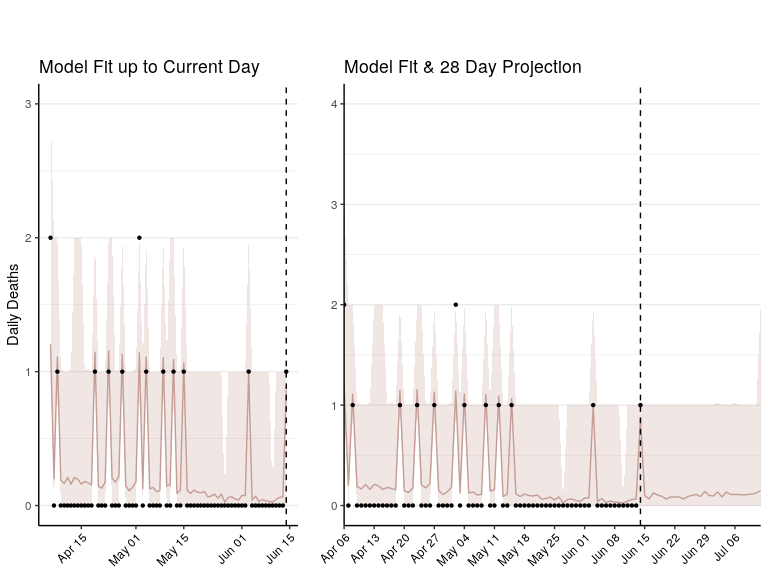 Model Fit up to Current Day
Model Fit & 28 Day Projection
Daily Deaths
3
2
1
0
Apr 15
May 01
May 15
Jun 01
Jun 15
4
3
2
1
0
Apr 06
Apr 13
Apr 20
Apr 27
May 04
May 11
May 18
May 25
Jun 01
Jun 08
Jun 15
Jun 22
Jun 29
Jul 06